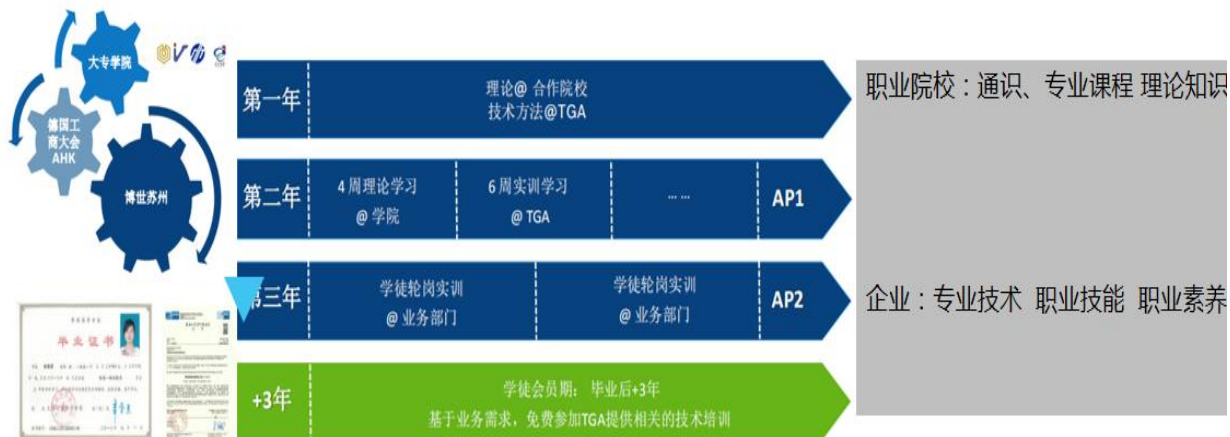 大专学院
德国工
商大会
AHK
博世苏州
毕业证书
第一年
理论@ 合作院校
技术方法@TGA
第二年
4 周理论学习
@ 学院
6 周实训学习
@ TGA
... ...
AP1
第三年
学徒轮岗实训
@ 业务部门
学徒轮岗实训
@ 业务部门
AP2
+3年
学徒会员期： 毕业后+3年
基于业务需求，免费参加TGA提供相关的技术培训
职业院校：通识、专业课程 理论知识
企业：专业技术 职业技能 职业素养